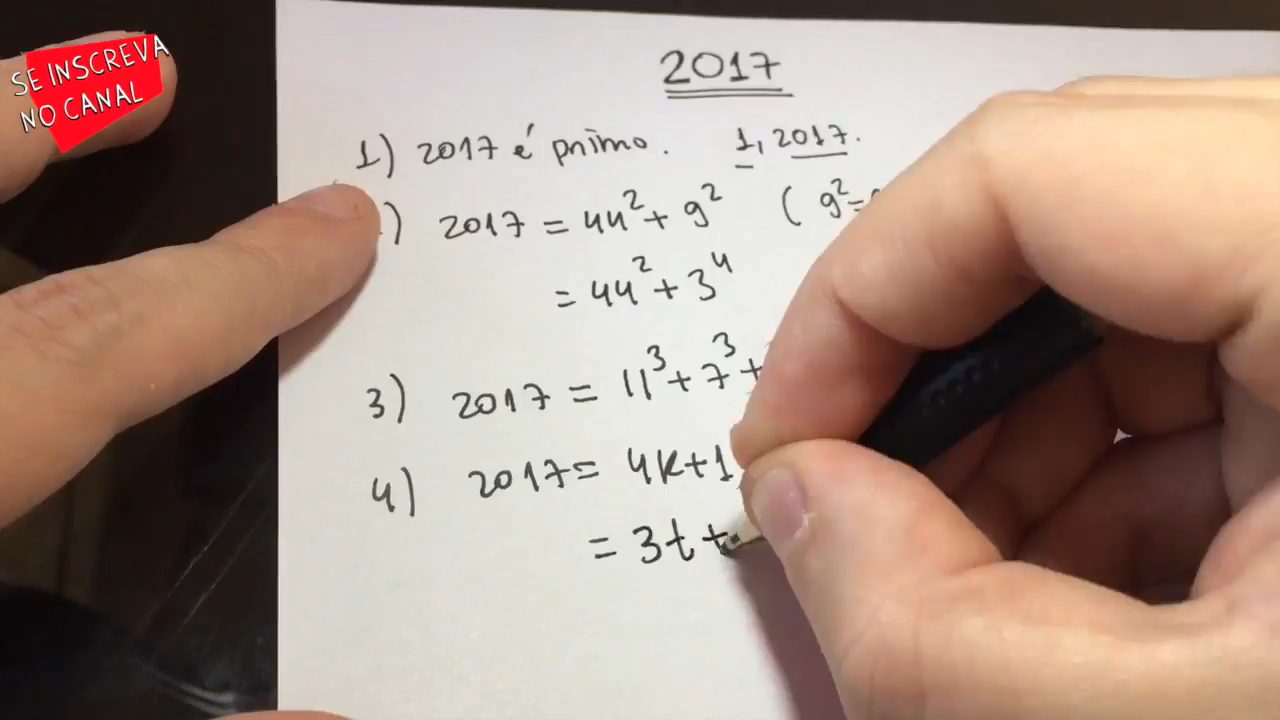 SE INSCREVA
NO CANAL
2017
1) 2017 é primo. 1, 2017.
) 2017 = 44² + 9² ( 9² =
= 44² + 3⁴
3) 2017 = 11³ + 7³ +
4) 2017 = 4k+1
= 3t +